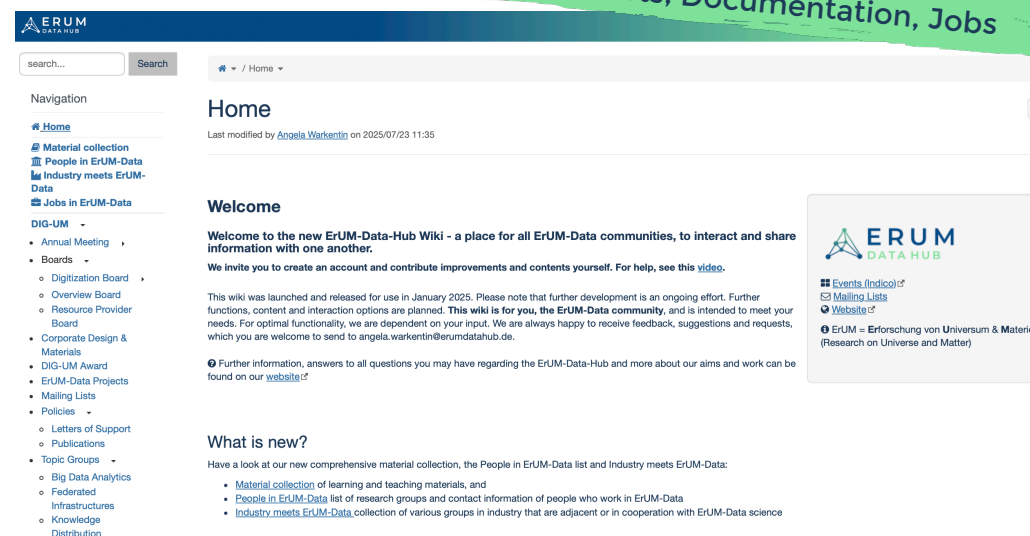 Documentation, Jobs
ERUM
DATA HUB
search...
Search
/ Home
Navigation
Home
Material collection
People in ErUM-Data
Industry meets ErUM-
Data
Jobs in ErUM-Data
DIG-UM
Annual Meeting
Boards
Digitization Board
Overview Board
Resource Provider
Board
Corporate Design &
Materials
DIG-UM Award
ErUM-Data Projects
Mailing Lists
Policies
Letters of Support
Publications
Topic Groups
Big Data Analytics
Federated
Infrastructures
Knowledge
Distribution
Home
Last modified by Angela Warkentin on 2025/07/23 11:35
Welcome
Welcome to the new ErUM-Data-Hub Wiki - a place for all ErUM-Data communities, to interact and share
information with one another.
We invite you to create an account and contribute improvements and contents yourself. For help, see this video.
This wiki was launched and released for use in January 2025. Please note that further development is an ongoing effort. Further
functions, content and interaction options are planned. This wiki is for you, the ErUM-Data community, and is intended to meet your
needs. For optimal functionality, we are dependent on your input. We are always happy to receive feedback, suggestions and requests,
which you are welcome to send to angela.warkentin@erumdatahub.de.
Further information, answers to all questions you may have regarding the ErUM-Data-Hub and more about our aims and work can be
found on our website
What is new?
Have a look at our new comprehensive material collection, the People in ErUM-Data list and Industry meets ErUM-Data:
Material collection of learning and teaching materials, and
People in ErUM-Data list of research groups and contact information of people who work in ErUM-Data
Industry meets ErUM-Data collection of various groups in industry that are adjacent or in cooperation with ErUM-Data science
ERUM
DATA HUB
Events (Indico)
Mailing Lists
Website
ErUM = Erforschung von Universum & Materie
(Research on Universe and Matter)